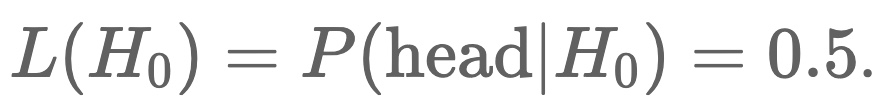 L(H₀) = P(head|H₀) = 0.5.